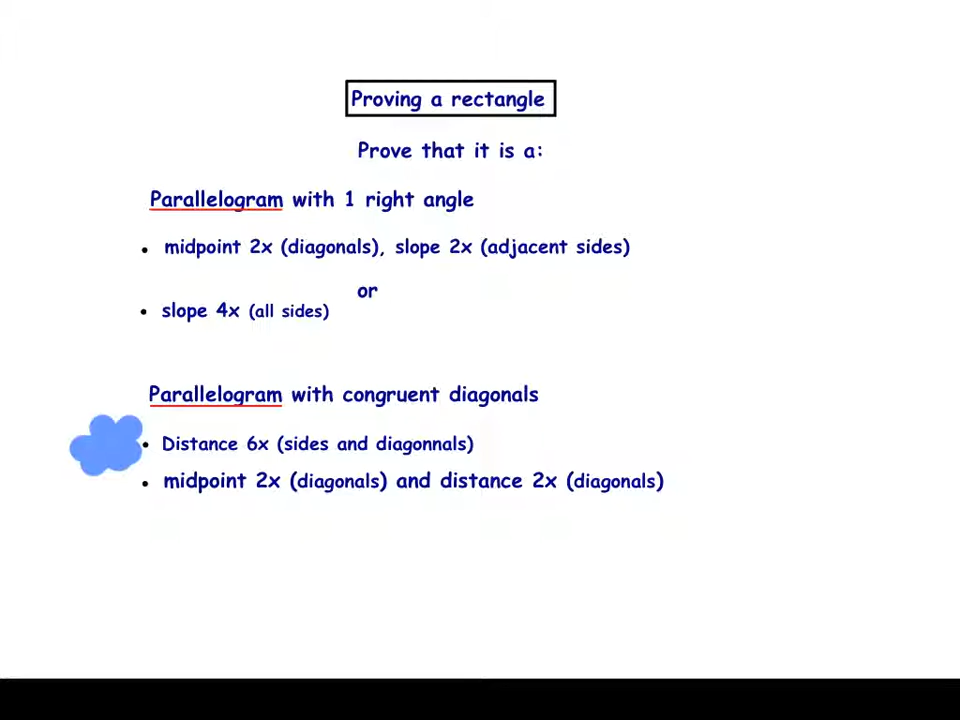 Proving a rectangle
Prove that it is a:
Parallelogram with 1 right angle
• midpoint 2x (diagonals), slope 2x (adjacent sides)
or
• slope 4x (all sides)
Parallelogram with congruent diagonals
• Distance 6x (sides and diagonnals)
• midpoint 2x (diagonals) and distance 2x (diagonals)